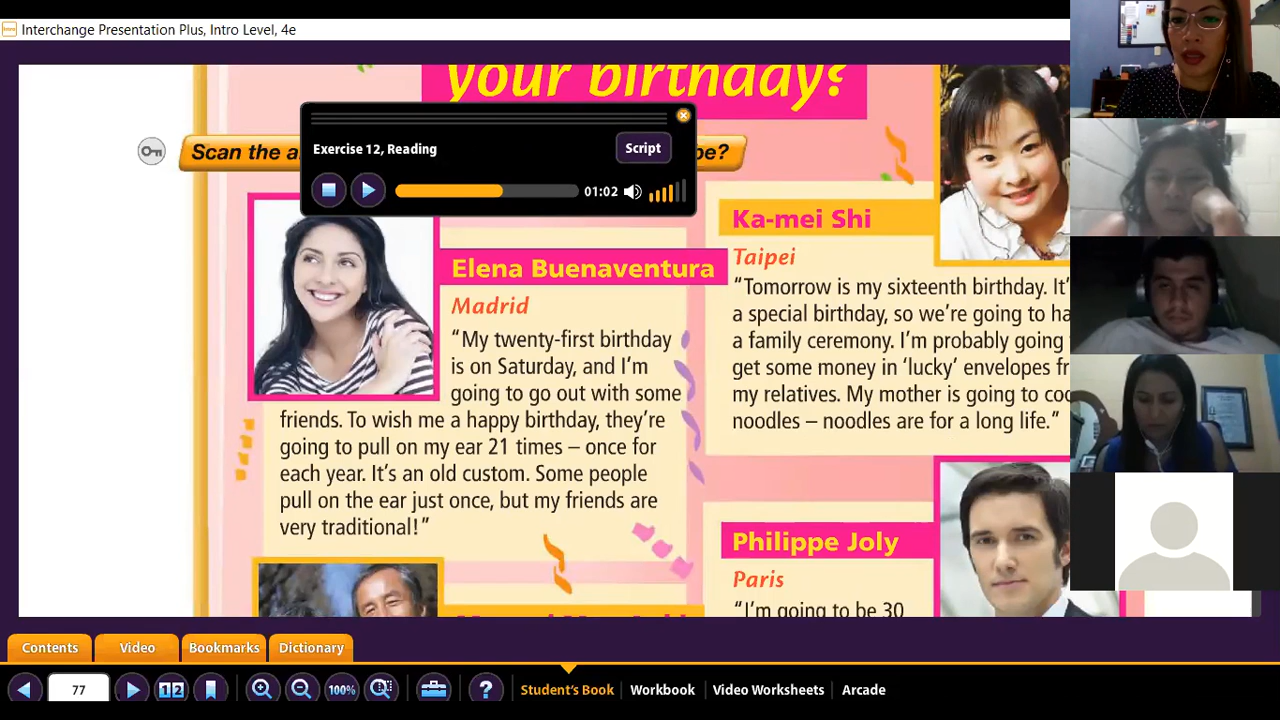 Interchange Presentation Plus, Intro Level, 4e
your birthday?
Scan the
Exercise 12, Reading
Script
01:02
Elena Buenaventura
Madrid
“My twenty-first birthday
is on Saturday, and I’m
going to go out with some
friends. To wish me a happy birthday, they’re
going to pull on my ear 21 times – once for
each year. It’s an old custom. Some people
pull on the ear just once, but my friends are
very traditional!”
Ka-mei Shi
Taipei
“Tomorrow is my sixteenth birthday. It’
a special birthday, so we’re going to
a family ceremony. I’m probably going
get some money in ‘lucky’ envelopes
my relatives. My mother is going to
noodles – noodles are for a long life.”
Philippe Joly
Paris
“I’m going to be 30
Contents
Video
Bookmarks
Dictionary
77
12
100%
?
Student's Book
Workbook
Video Worksheets
Arcade